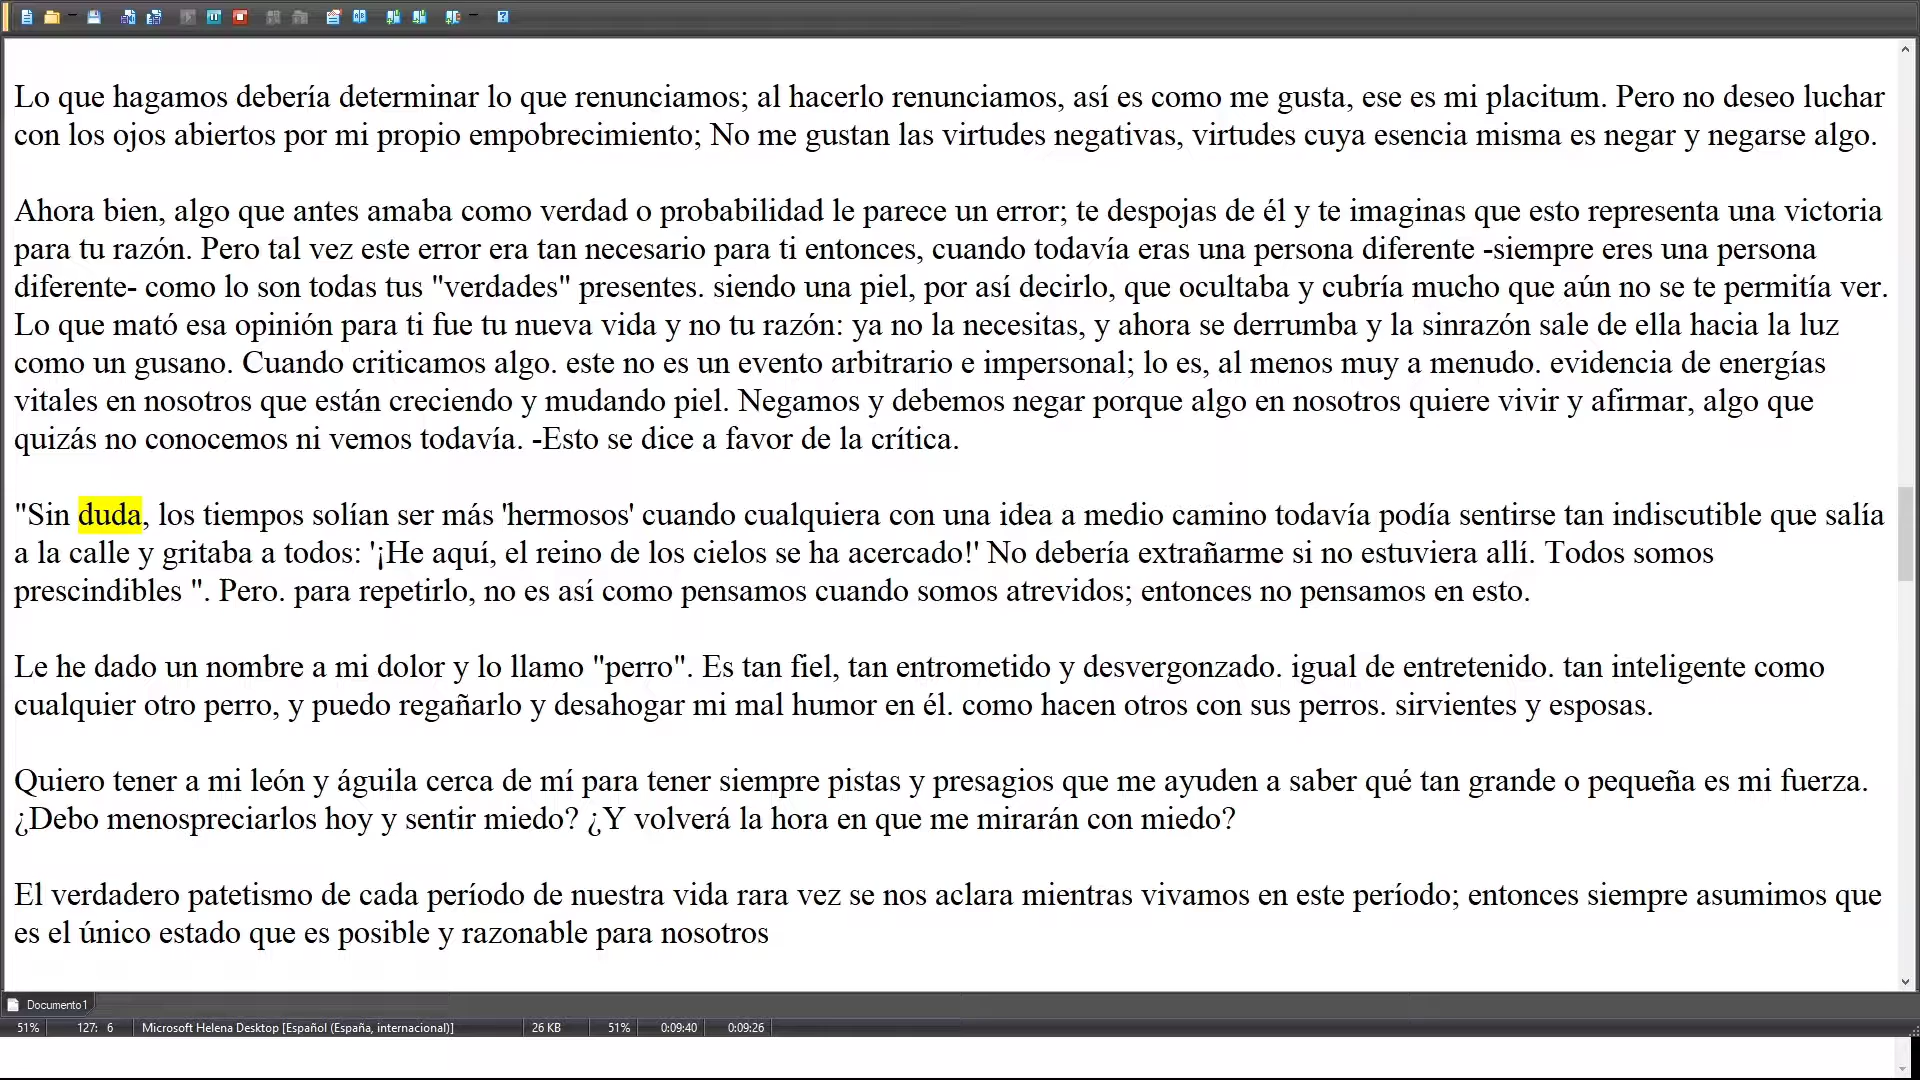 Lo que hagamos debería determinar lo que renunciamos; al hacerlo renunciamos, así es como me gusta, ese es mi placitum. Pero no deseo luchar
con los ojos abiertos por mi propio empobrecimiento; No me gustan las virtudes negativas, virtudes cuya esencia misma es negar y negarse algo.
Ahora bien, algo que antes amaba como verdad o probabilidad le parece un error; te despojas de él y te imaginas que esto representa una victoria
para tu razón. Pero tal vez este error era tan necesario para ti entonces, cuando todavía eras una persona diferente -siempre eres una persona
diferente- como lo son todas tus "verdades" presentes. siendo una piel, por así decirlo, que ocultaba y cubría mucho que aún no se te permitía ver.
Lo que mató esa opinión para ti fue tu nueva vida y no tu razón: ya no la necesitas, y ahora se derrumba y la sinrazón sale de ella hacia la luz
como un gusano. Cuando criticamos algo. este no es un evento arbitrario e impersonal; lo es, al menos muy a menudo. evidencia de energías
vitales en nosotros que están creciendo y mudando piel. Negamos y debemos negar porque algo en nosotros quiere vivir y afirmar, algo que
quizás no conocemos ni vemos todavía. -Esto se dice a favor de la crítica.
"Sin duda, los tiempos solían ser más 'hermosos' cuando cualquiera con una idea a medio camino todavía podía sentirse tan indiscutible que salía
a la calle y gritaba a todos: '¡He aquí, el reino de los cielos se ha acercado!' No debería extrañarme si no estuviera allí. Todos somos
prescindibles ". Pero. para repetirlo, no es así como pensamos cuando somos atrevidos; entonces no pensamos en esto.
Le he dado un nombre a mi dolor y lo llamo "perro". Es tan fiel, tan entrometido y desvergonzado. igual de entretenido. tan inteligente como
cualquier otro perro, y puedo regañarlo y desahogar mi mal humor en él. como hacen otros con sus perros. sirvientes y esposas.
Quiero tener a mi león y águila cerca de mí para tener siempre pistas y presagios que me ayuden a saber qué tan grande o pequeña es mi fuerza.
¿Debo menospreciarlos hoy y sentir miedo? ¿Y volverá la hora en que me mirarán con miedo?
El verdadero patetismo de cada período de nuestra vida rara vez se nos aclara mientras vivamos en este período; entonces siempre asumimos que
es el único estado que es posible y razonable para nosotros
Documento1
51% 127: 6 Microsoft Helena Desktop [Español (España, internacional)] 26 KB 51% 0:09:40 0:09:26